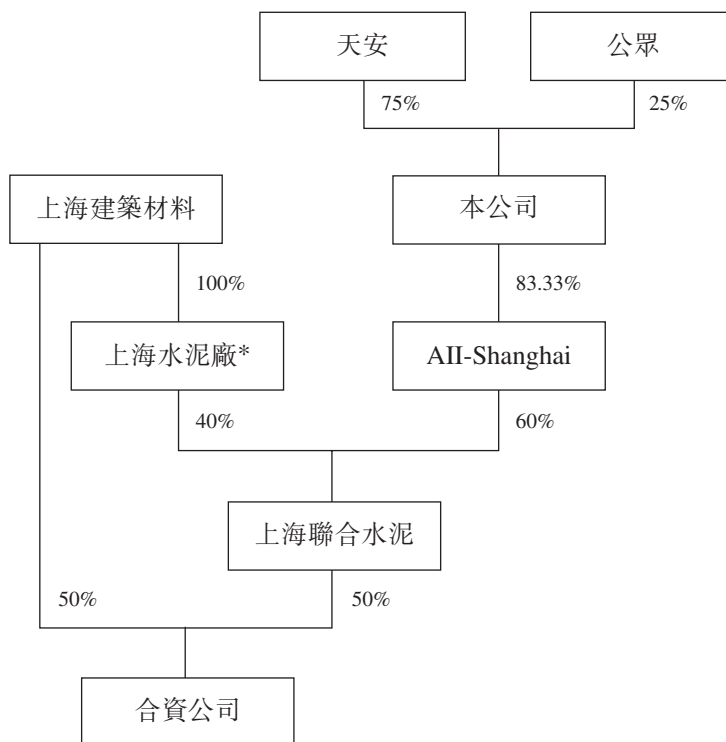 天安
公眾
75%
25%
上海建築材料
本公司
100%
83.33%
上海水泥廠*
AII-Shanghai
40%
60%
上海聯合水泥
50%
50%
合資公司